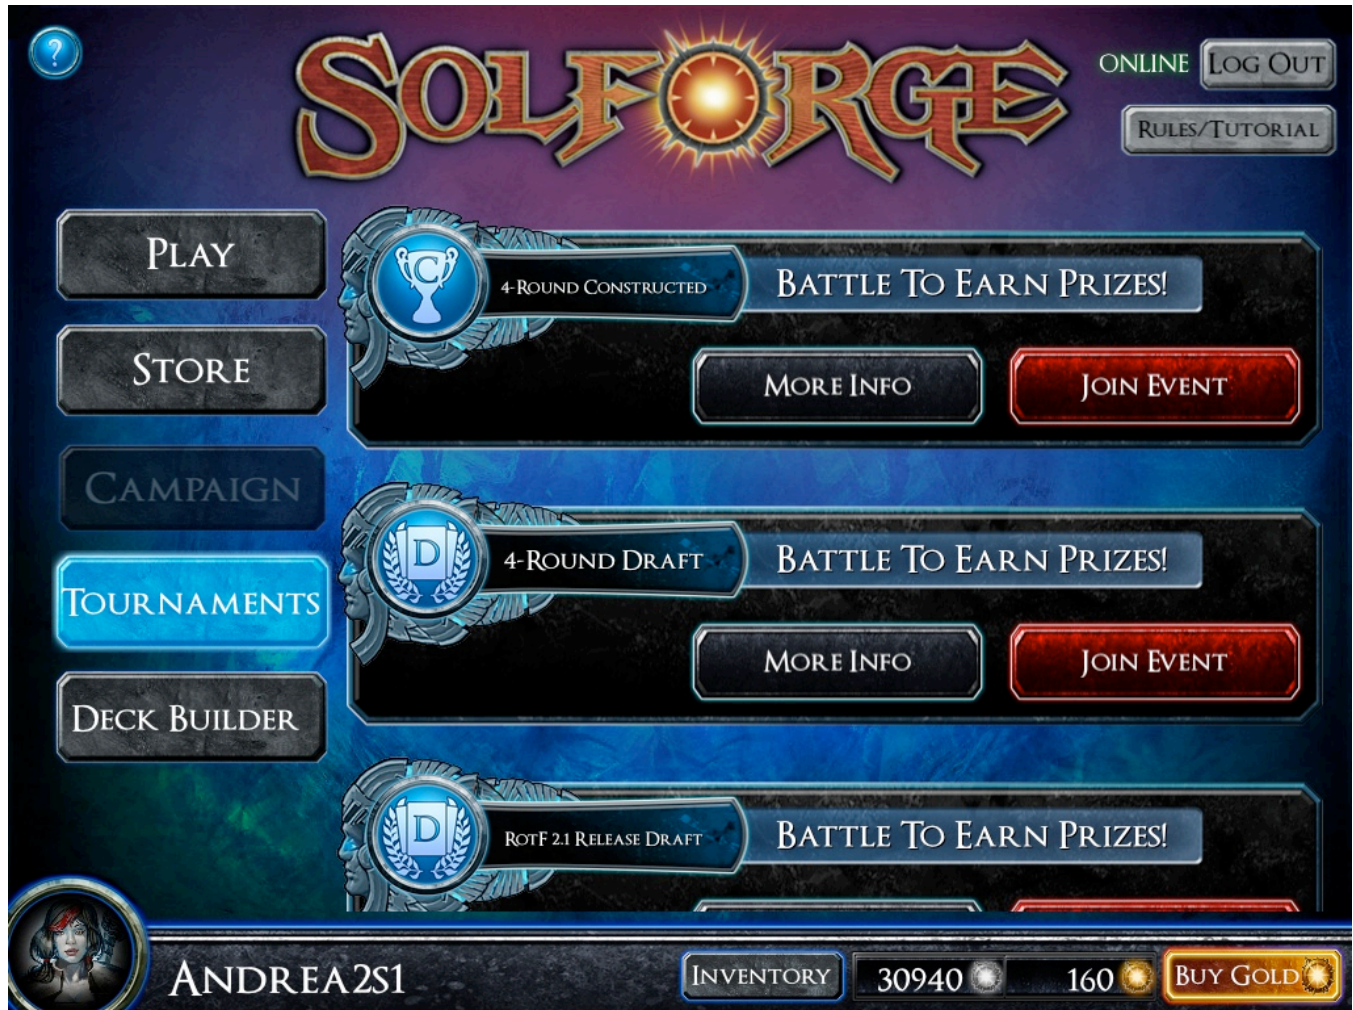 ?
SOLFORGE
ONLINE
LOG OUT
RULES/TUTORIAL
PLAY
STORE
CAMPAIGN
TOURNAMENTS
DECK BUILDER
C
4-ROUND CONSTRUCTED
BATTLE TO EARN PRIZES!
MORE INFO
JOIN EVENT
D
4-ROUND DRAFT
BATTLE TO EARN PRIZES!
MORE INFO
JOIN EVENT
D
ROTF 2.1 RELEASE DRAFT
BATTLE TO EARN PRIZES!
ANDREA2S1
INVENTORY
30940
160
BUY GOLD